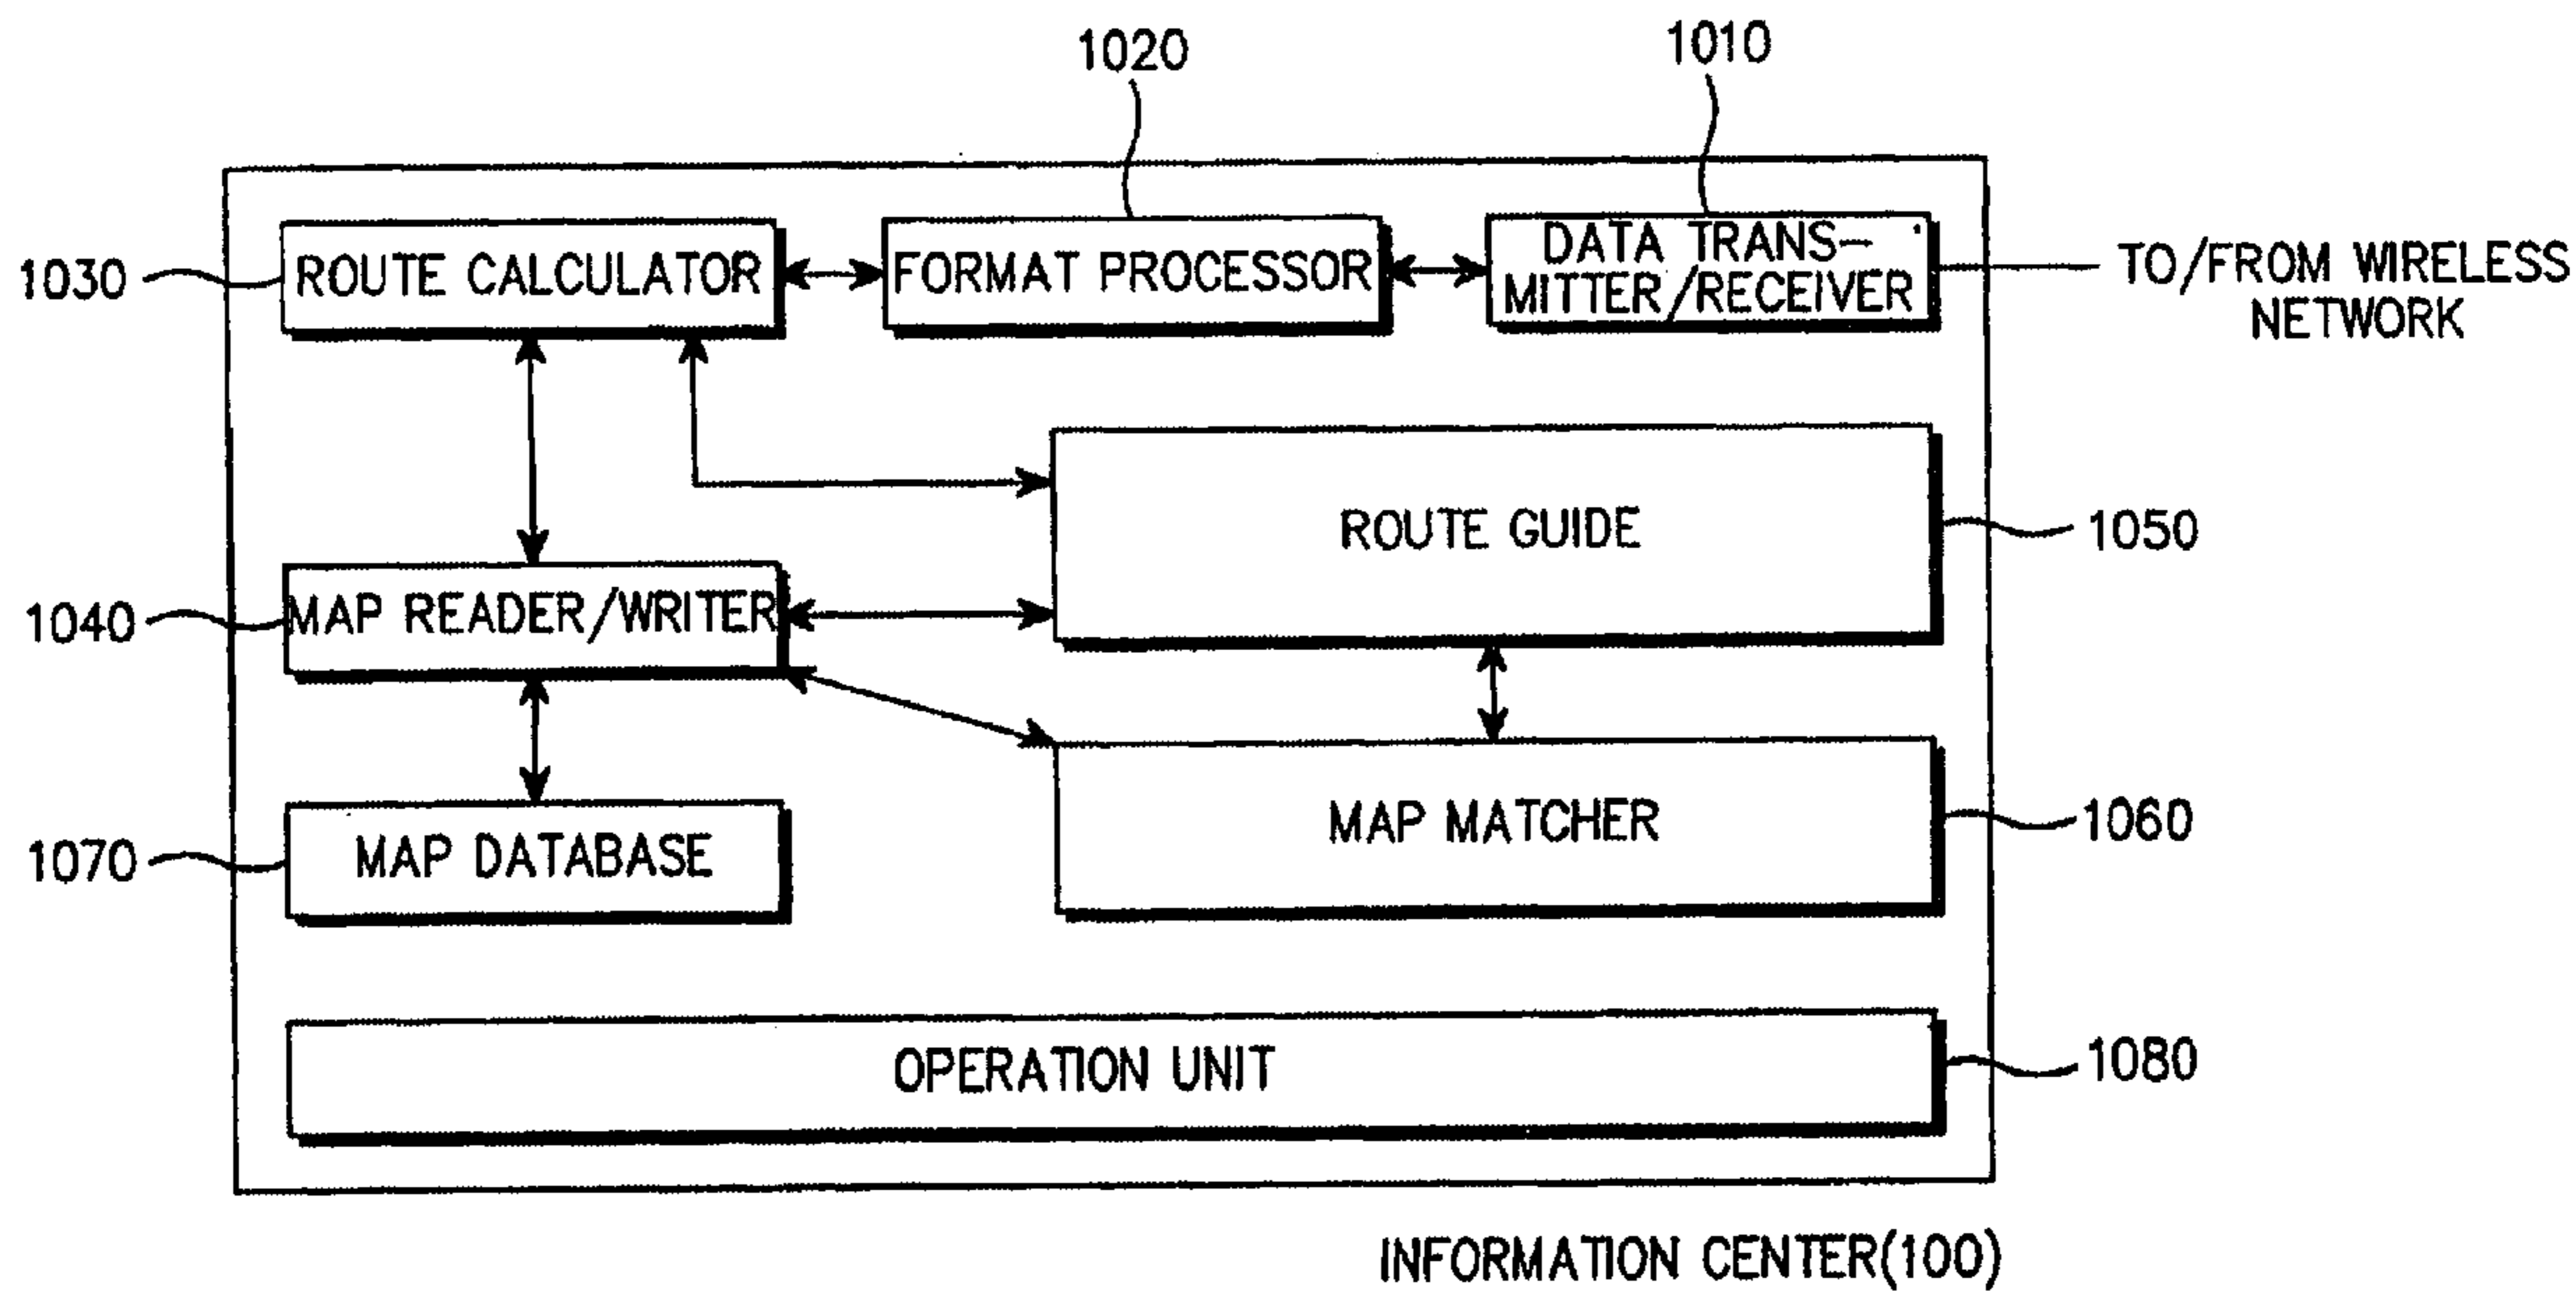 1020
1010
1030
ROUTE CALCULATOR
FORMAT PROCESSOR
DATA TRANS-
MITTER/RECEIVER
TO/FROM WIRELESS
NETWORK
ROUTE GUIDE
1050
1040
MAP READER/WRITER
1070
MAP DATABASE
MAP MATCHER
1060
OPERATION UNIT
1080
INFORMATION CENTER(100)